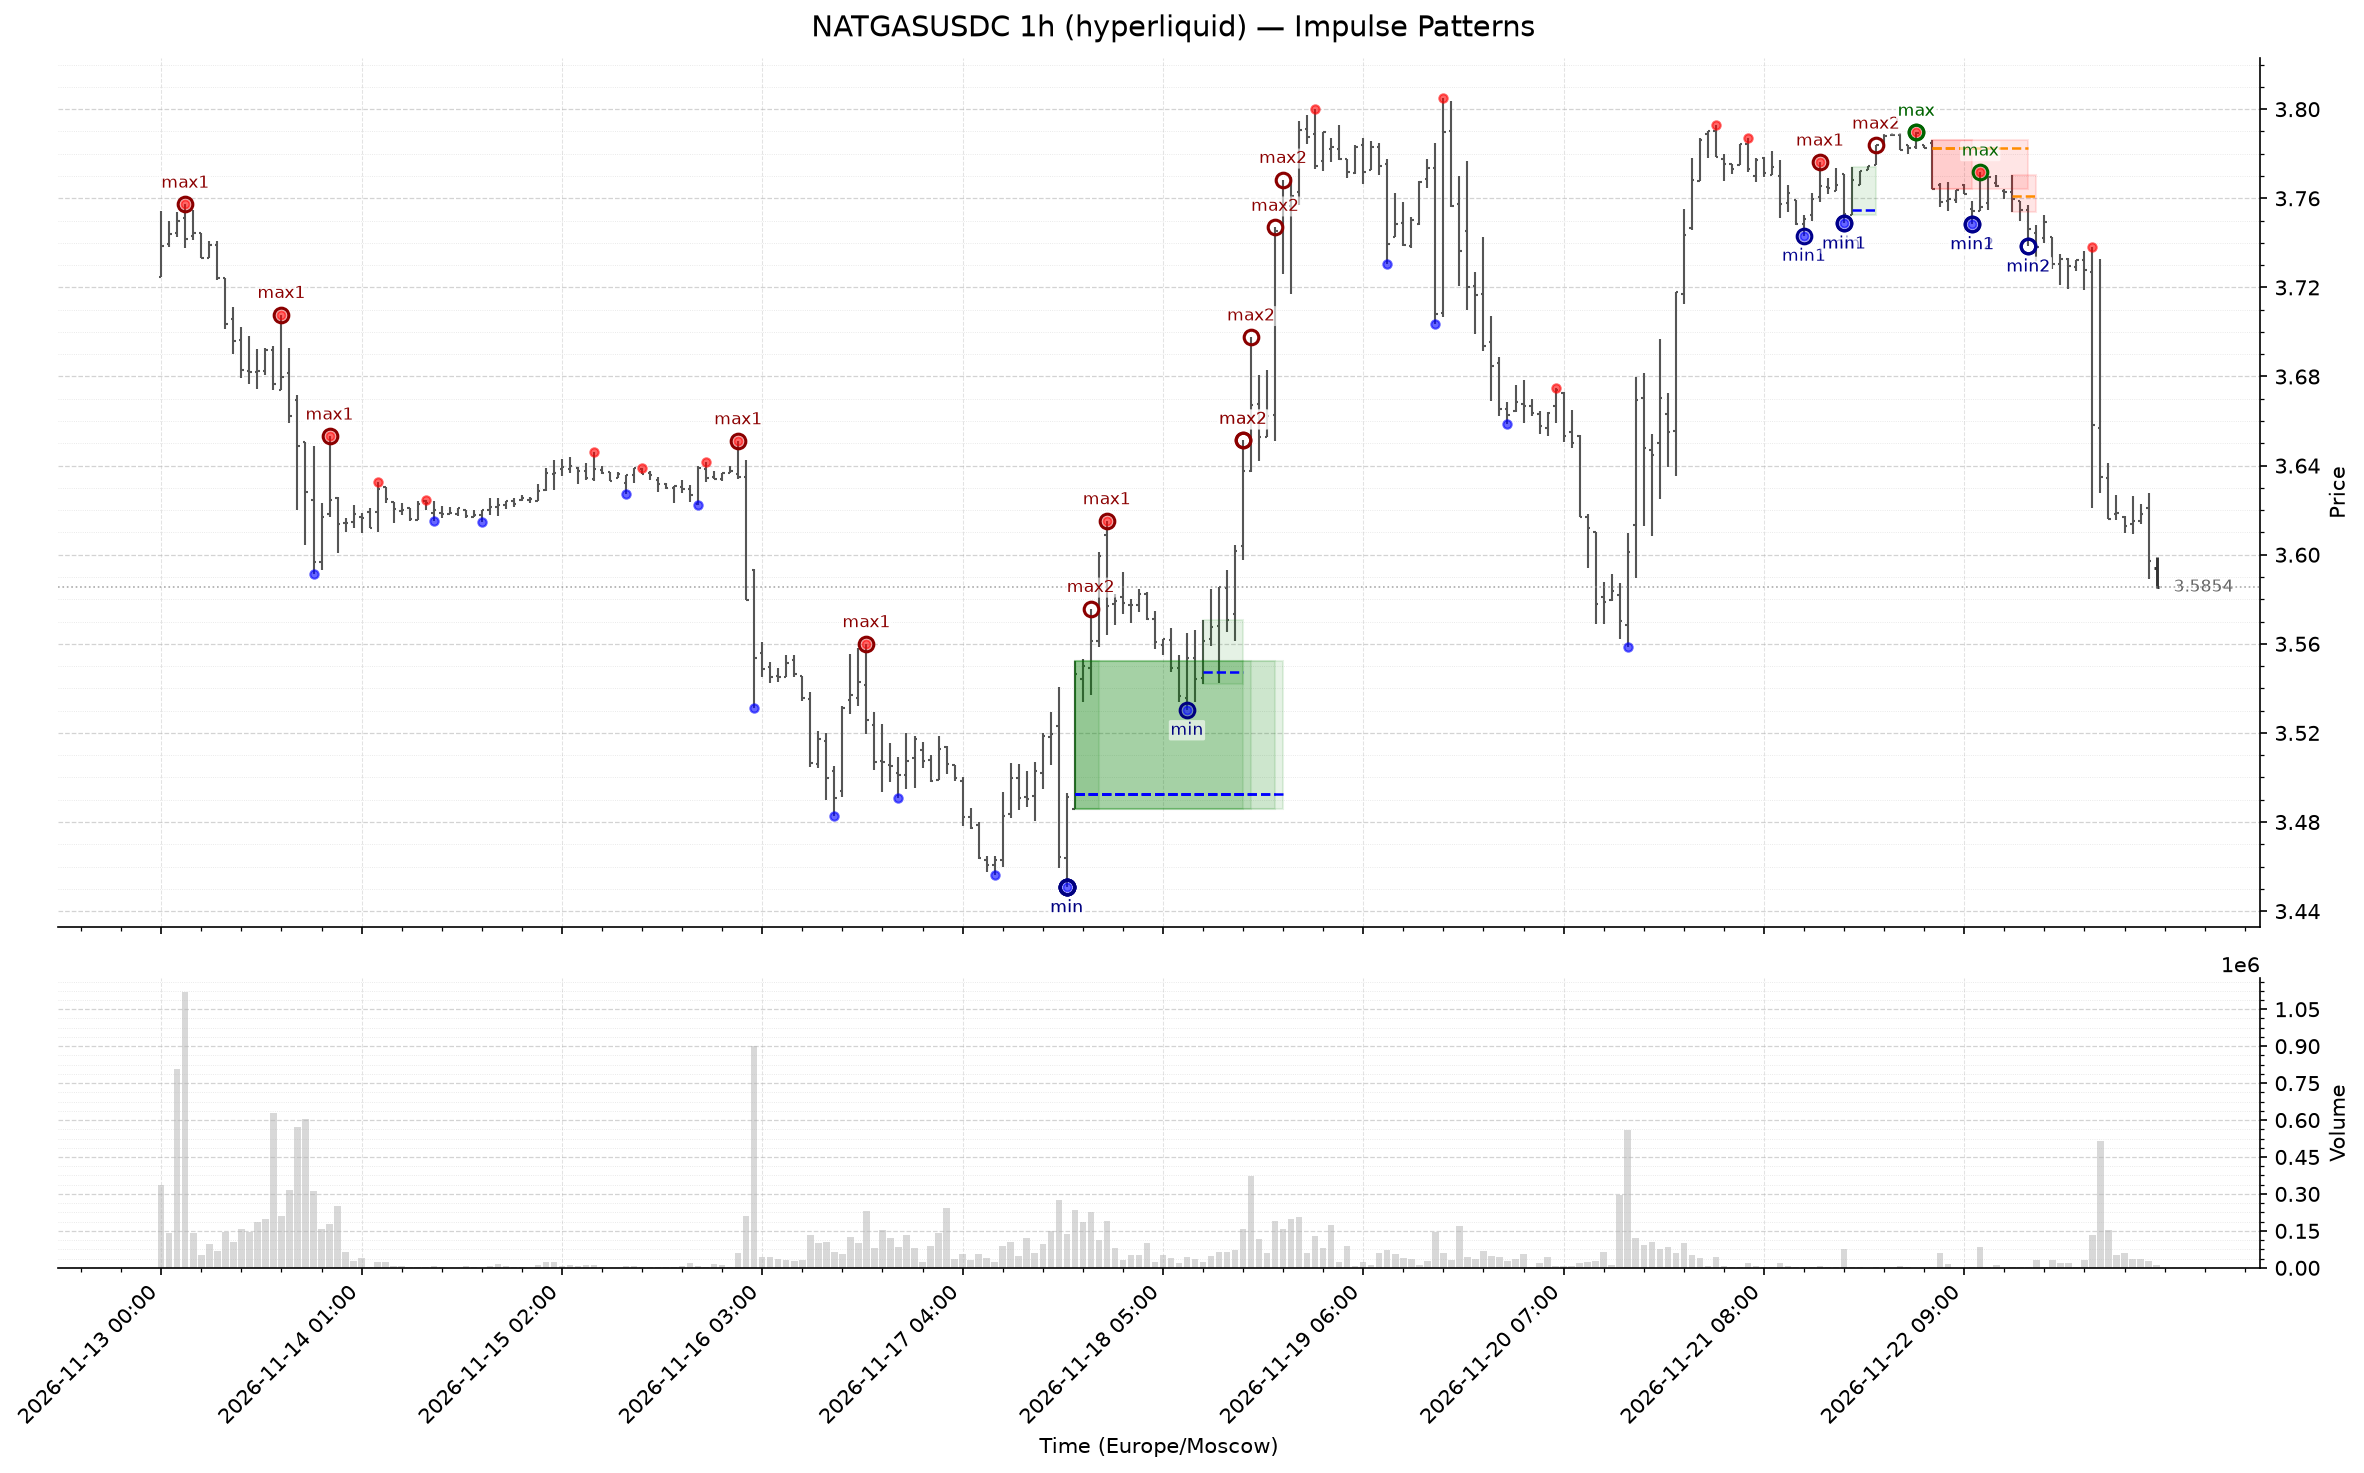 NATGASUSDC 1h (hyperliquid) — Impulse Patterns
max1
max1
max1
max1
max1
max1
max2
max2
max2
max2
max2
max2
max1
max2
max
max
min
min
min1
min1
min1
min2
3.5854
3.80
3.76
3.72
3.68
3.64
3.60
3.56
3.52
3.48
3.44
Price
1e6
1.05
0.90
0.75
0.60
0.45
0.30
0.15
0.00
Volume
2026-11-13 00:00
2026-11-14 01:00
2026-11-15 02:00
2026-11-16 03:00
2026-11-17 04:00
2026-11-18 05:00
2026-11-19 06:00
2026-11-20 07:00
2026-11-21 08:00
2026-11-22 09:00
Time (Europe/Moscow)